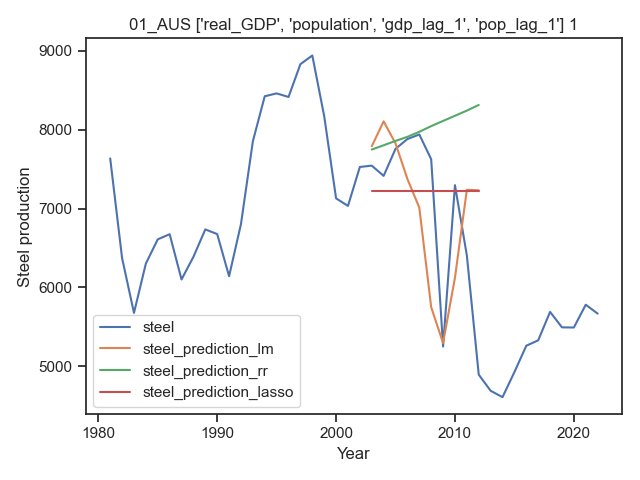 01_AUS ['real_GDP', 'population', 'gdp_lag_1', 'pop_lag_1'] 1
9000
8000
7000
6000
5000
Steel production
steel
steel_prediction_lm
steel_prediction_rr
steel_prediction_lasso
1980 1990 2000 2010 2020
Year